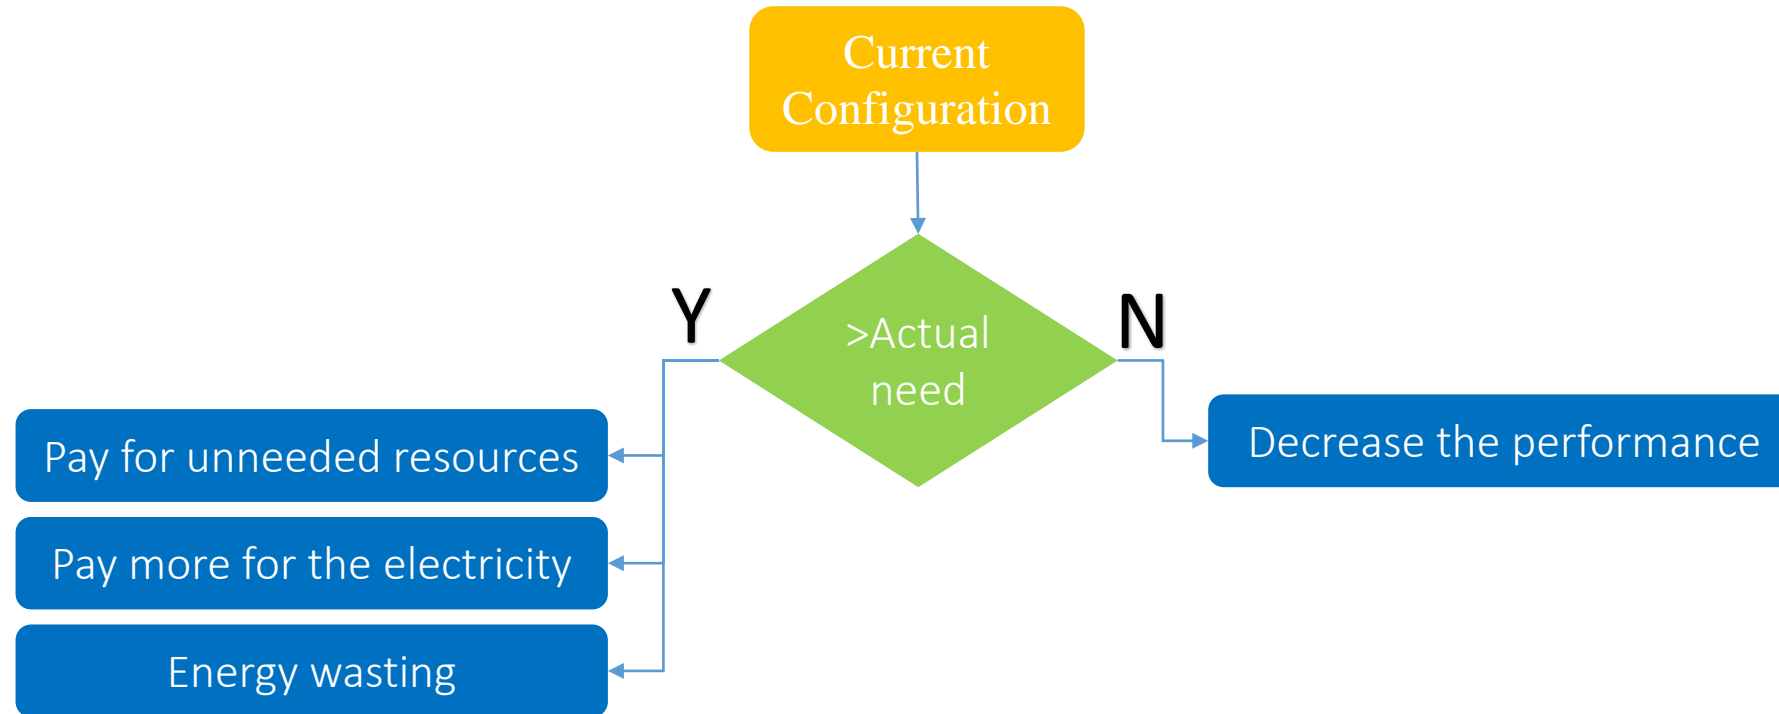 Current
Configuration
Y
N
>Actual
need
Pay for unneeded resources
Decrease the performance
Pay more for the electricity
Energy wasting